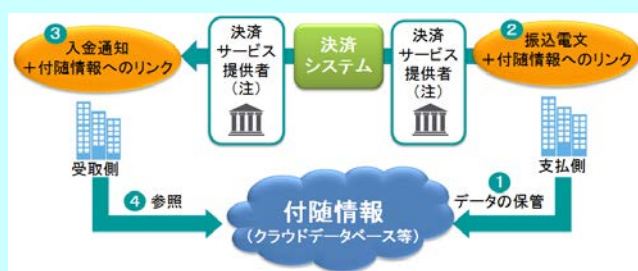 ❸
入金通知
+付随情報へのリンク
決済
サービス
提供者
(注)
決済
システム
決済
サービス
提供者
(注)
❷
振込電文
+付随情報へのリンク
受取側
支払側
❹ 参照
付随情報
(クラウドデータベース等)
❶
データの保管